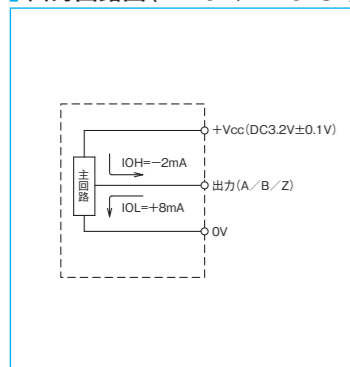 +Vcc(DC3.2V±0.1V)
IOH=−2mA
主回路
出力(A/B/Z)
IOL=+8mA
0V